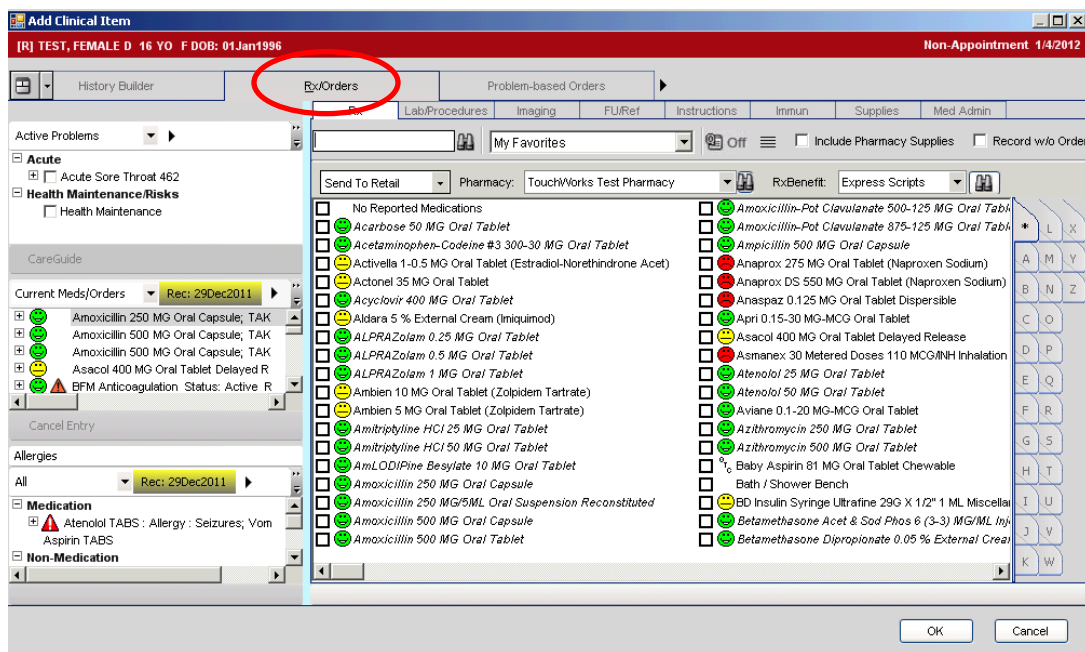 Add Clinical Item
[R] TEST, FEMALE D 16 YO F DOB: 01Jan1996 Non-Appointment 1/4/2012
History Builder Rx/Orders Problem-based Orders
Rx Lab/Procedures Imaging FU/Ref Instructions Immun Supplies Med Admin
Active Problems
Acute
Acute Sore Throat 462
Health Maintenance/Risks
Health Maintenance
CareGuide
Current Meds/Orders Rec: 29Dec2011
Amoxicillin 250 MG Oral Capsule; TAK
Amoxicillin 500 MG Oral Capsule; TAK
Amoxicillin 500 MG Oral Capsule; TAK
Asacol 400 MG Oral Tablet Delayed R
BFM Anticoagulation Status: Active R
Cancel Entry
Allergies
All Rec: 29Dec2011
Medication
Atenolol TABS : Allergy : Seizures; Vom
Aspirin TABS
Non-Medication
My Favorites Off Include Pharmacy Supplies Record w/o Order
Send To Retail Pharmacy: TouchWorks Test Pharmacy RxBenefit: Express Scripts
No Reported Medications
Acarbose 50 MG Oral Tablet
Acetaminophen-Codeine #3 300-30 MG Oral Tablet
Activella 1-0.5 MG Oral Tablet (Estradiol-Norethindrone Acet)
Actonel 35 MG Oral Tablet
Acyclovir 400 MG Oral Tablet
Aldara 5 % External Cream (Imiquimod)
ALPRAZolam 0.25 MG Oral Tablet
ALPRAZolam 0.5 MG Oral Tablet
ALPRAZolam 1 MG Oral Tablet
Ambien 10 MG Oral Tablet (Zolpidem Tartrate)
Ambien 5 MG Oral Tablet (Zolpidem Tartrate)
Amitriptyline HCl 25 MG Oral Tablet
Amitriptyline HCl 50 MG Oral Tablet
AmLODIPine Besylate 10 MG Oral Tablet
Amoxicillin 250 MG Oral Capsule
Amoxicillin 250 MG/5ML Oral Suspension Reconstituted
Amoxicillin 500 MG Oral Capsule
Amoxicillin 500 MG Oral Tablet
Amoxicillin-Pot Clavulanate 500-125 MG Oral Tabl
Amoxicillin-Pot Clavulanate 875-125 MG Oral Tabl
Ampicillin 500 MG Oral Capsule
Anaprox 275 MG Oral Tablet (Naproxen Sodium)
Anaprox DS 550 MG Oral Tablet (Naproxen Sodium)
Anaspaz 0.125 MG Oral Tablet Dispersible
Apri 0.15-30 MG-MCG Oral Tablet
Asacol 400 MG Oral Tablet Delayed Release
Asmanex 30 Metered Doses 110 MCG/INH Inhalation
Atenolol 25 MG Oral Tablet
Atenolol 50 MG Oral Tablet
Aviane 0.1-20 MG-MCG Oral Tablet
Azithromycin 250 MG Oral Tablet
Azithromycin 500 MG Oral Tablet
OTC Baby Aspirin 81 MG Oral Tablet Chewable
Bath / Shower Bench
BD Insulin Syringe Ultrafine 29G X 1/2" 1 ML Miscellan
Betamethasone Acet & Sod Phos 6 (3-3) MG/ML Inj
Betamethasone Dipropionate 0.05 % External Crear
* L X
A M Y
B N Z
C O
D P
E Q
F R
G S
H T
I U
J V
K W
OK Cancel